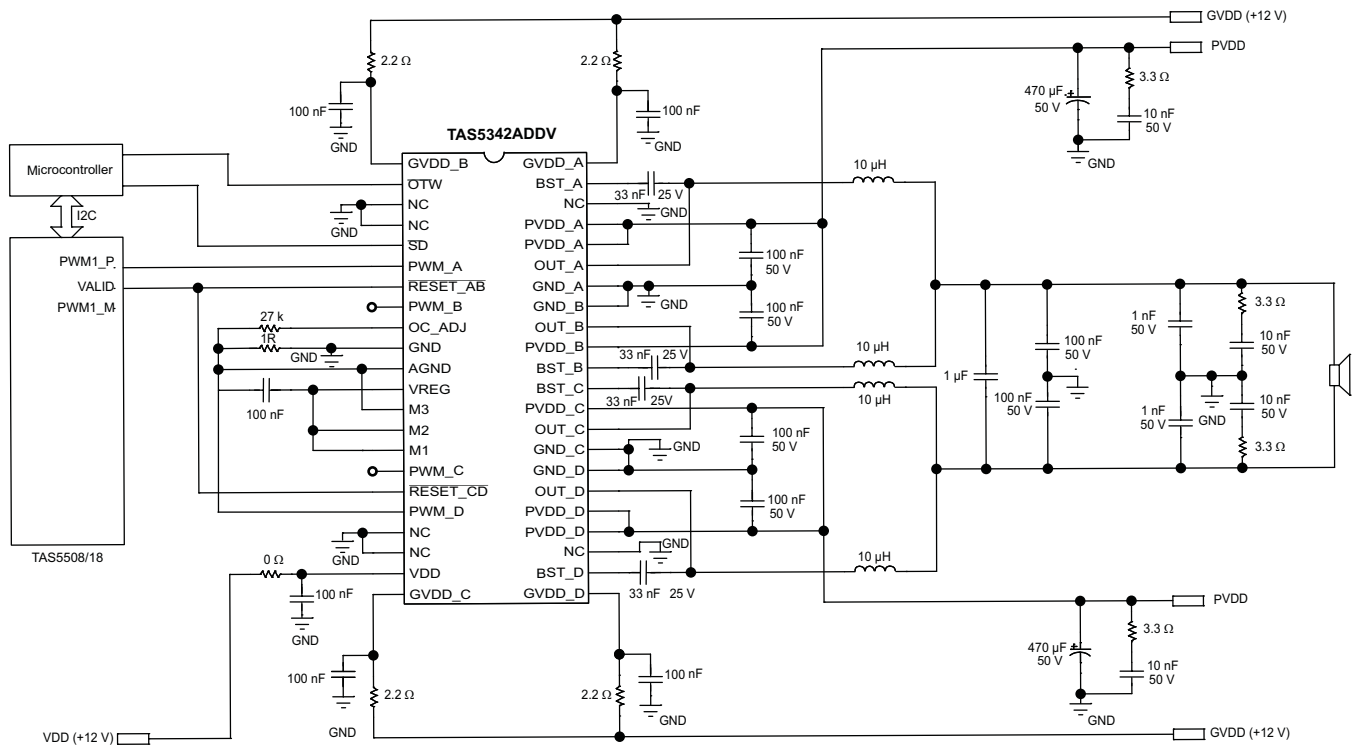 GVDD (+12 V)
PVDD
2.2 Ω
2.2 Ω
3.3 Ω
470 µF
50 V
10 nF
50 V
100 nF
100 nF
GND
GND
GND
TAS5342ADDV
Microcontroller
I2C
PWM1_P
VALID
PWM1_M
TAS5508/18
GVDD_B
OTW
NC
NC
SD
PWM_A
RESET_AB
PWM_B
OC_ADJ
GND
AGND
VREG
M3
M2
M1
PWM_C
RESET_CD
PWM_D
NC
NC
VDD
GVDD_C
GVDD_A
BST_A
NC
PVDD_A
PVDD_A
OUT_A
GND_A
GND_B
OUT_B
PVDD_B
BST_B
BST_C
PVDD_C
OUT_C
GND_C
GND_D
OUT_D
PVDD_D
PVDD_D
NC
BST_D
GVDD_D
GND
27 k
1R
GND
100 nF
GND
0 Ω
100 nF
GND
33 nF 25 V
GND
10 µH
100 nF
50 V
GND
100 nF
50 V
33 nF 25 V
10 µH
33 nF 25V
10 µH
100 nF
50 V
GND
100 nF
50 V
GND
33 nF 25 V
10 µH
1 µF
100 nF
50 V
100 nF
50 V
1 nF
50 V
1 nF
50 V
GND
3.3 Ω
10 nF
50 V
10 nF
50 V
3.3 Ω
PVDD
3.3 Ω
470 µF
50 V
10 nF
50 V
GND
100 nF
2.2 Ω
GND
100 nF
2.2 Ω
GND
VDD (+12 V)
GVDD (+12 V)